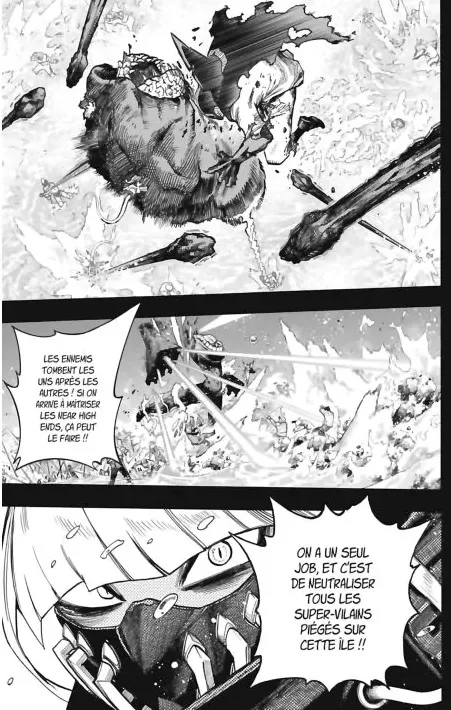 LES ENNEMS
TOMBENT LES
UNS APRÈS LES
AUTRES ! SI ON
ARRIVE À MAÎTRISER
LES NEAR HIGH
ENDS, ÇA PEUT
LE FAIRE !!
ON A UN SEUL
JOB, ET C'EST
DE NEUTRALISER
TOUS LES
SUPER-VILAINS
PIÉGÉS SUR
CETTE ÎLE !!